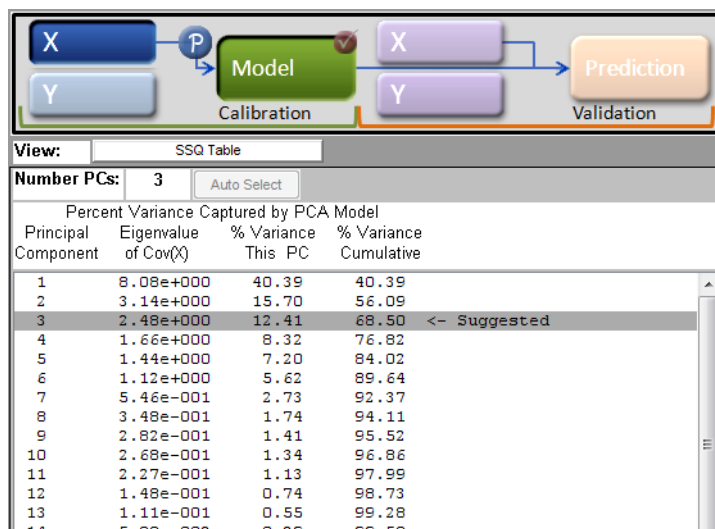 X P X
Model Prediction
Y Y
Calibration Validation
View: SSQ Table
Number PCs: 3 Auto Select
Percent Variance Captured by PCA Model
Principal Eigenvalue % Variance % Variance
Component of Cov(X) This PC Cumulative
1 8.08e+000 40.39 40.39
2 3.14e+000 15.70 56.09
3 2.48e+000 12.41 68.50 <- Suggested
4 1.66e+000 8.32 76.82
5 1.44e+000 7.20 84.02
6 1.12e+000 5.62 89.64
7 5.46e-001 2.73 92.37
8 3.48e-001 1.74 94.11
9 2.82e-001 1.41 95.52
10 2.68e-001 1.34 96.86
11 2.27e-001 1.13 97.99
12 1.48e-001 0.74 98.73
13 1.11e-001 0.55 99.28